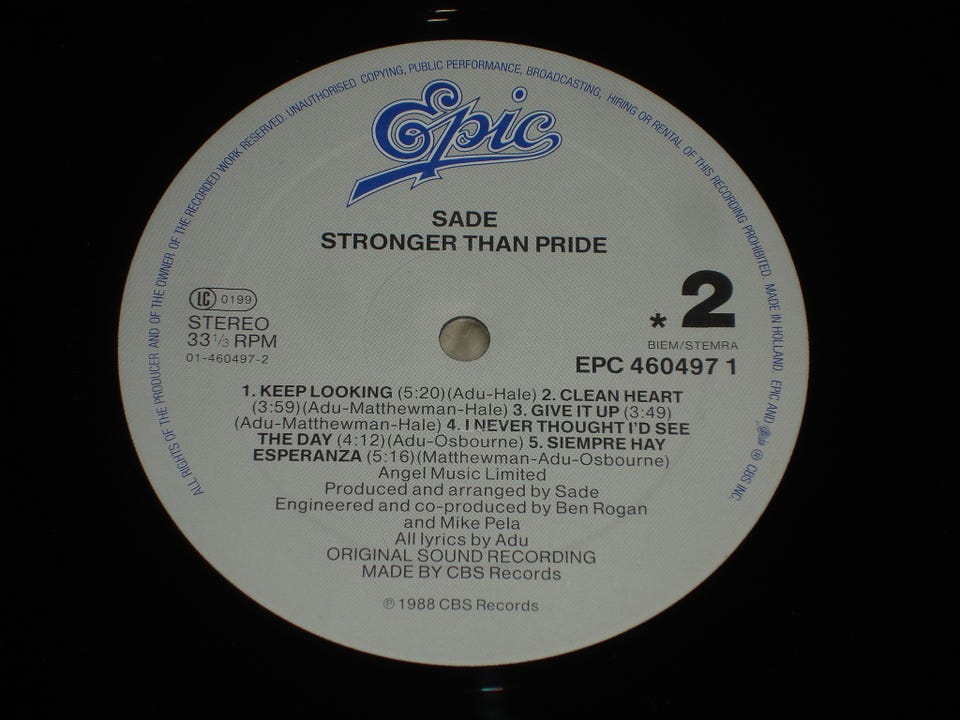 ALL RIGHTS OF THE PRODUCER AND OF THE OWNER OF THE RECORDED WORK RESERVED. UNAUTHORISED COPYING, PUBLIC PERFORMANCE, BROADCASTING, HIRING OR RENTAL OF THIS RECORDING PROHIBITED. MADE IN HOLLAND. EPIC AND Epic ® CBS INC.
Epic
SADE
STRONGER THAN PRIDE
LC 0199
STEREO
33 1/3 RPM
01-460497-2
* 2
BIEM/STEMRA
EPC 460497 1
1. KEEP LOOKING (5:20)(Adu-Hale) 2. CLEAN HEART
(3:59)(Adu-Matthewman-Hale) 3. GIVE IT UP (3:49)
(Adu-Matthewman-Hale) 4. I NEVER THOUGHT I'D SEE
THE DAY (4:12)(Adu-Osbourne) 5. SIEMPRE HAY
ESPERANZA (5:16)(Matthewman-Adu-Osbourne)
Angel Music Limited
Produced and arranged by Sade
Engineered and co-produced by Ben Rogan
and Mike Pela
All lyrics by Adu
ORIGINAL SOUND RECORDING
MADE BY CBS Records
℗ 1988 CBS Records